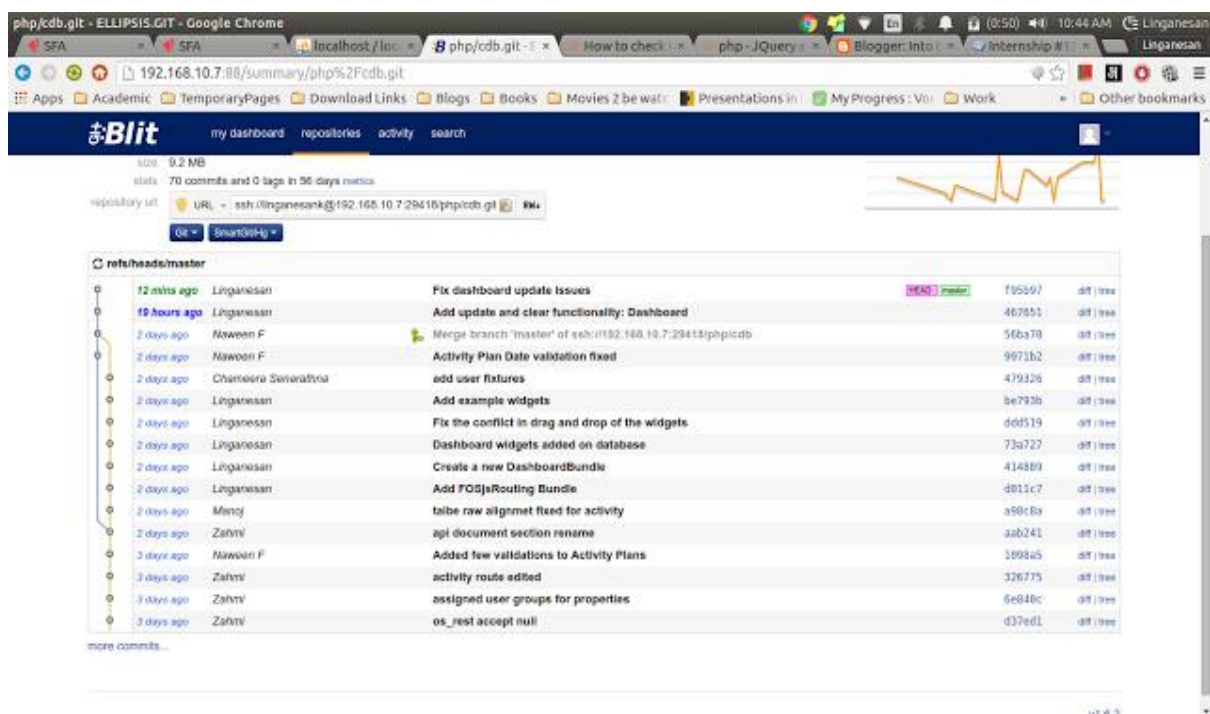 php/cdb.git - ELLIPSIS.GIT - Google Chrome
En (0:50) 10:44 AM Linganesan
SFA SFA localhost / loc php/cdb.git - E How to check i php - JQuery Blogger: Into Internship #1 Linganesan
192.168.10.7:88/summary/php%2Fcdb.git
Apps Academic TemporaryPages Download Links Blogs Books Movies 2 be watc Presentations in My Progress : Vo Work Other bookmarks
Blit my dashboard repositories activity search
size 9.2 MB
stats 70 commits and 0 tags in 56 days metrics
repository url URL ssh://linganesank@192.168.10.7:29418/php/cdb.git RW+
Git SmartGit/Hg
refs/heads/master
12 mins ago Linganesan Fix dashboard update issues HEAD master f95b97 diff | tree
19 hours ago Linganesan Add update and clear functionality: Dashboard 467651 diff | tree
2 days ago Naween F Merge branch 'master' of ssh://192.168.10.7:29418/php/cdb 56ba78 diff | tree
2 days ago Naween F Activity Plan Date validation fixed 9971b2 diff | tree
2 days ago Chameera Senerathna add user fixtures 479326 diff | tree
2 days ago Linganesan Add example widgets be793b diff | tree
2 days ago Linganesan Fix the conflict in drag and drop of the widgets ddd519 diff | tree
2 days ago Linganesan Dashboard widgets added on database 73a727 diff | tree
2 days ago Linganesan Create a new DashboardBundle 414889 diff | tree
2 days ago Linganesan Add FOSjsRouting Bundle d011c7 diff | tree
2 days ago Manoj talbe raw alignmet fixed for activity a98c8a diff | tree
2 days ago Zahmi api document section rename aab241 diff | tree
3 days ago Naween F Added few validations to Activity Plans 1098a5 diff | tree
3 days ago Zahmi activity route edited 326775 diff | tree
3 days ago Zahmi assigned user groups for properties 6e840c diff | tree
3 days ago Zahmi os_rest accept null d37ed1 diff | tree
more commits...